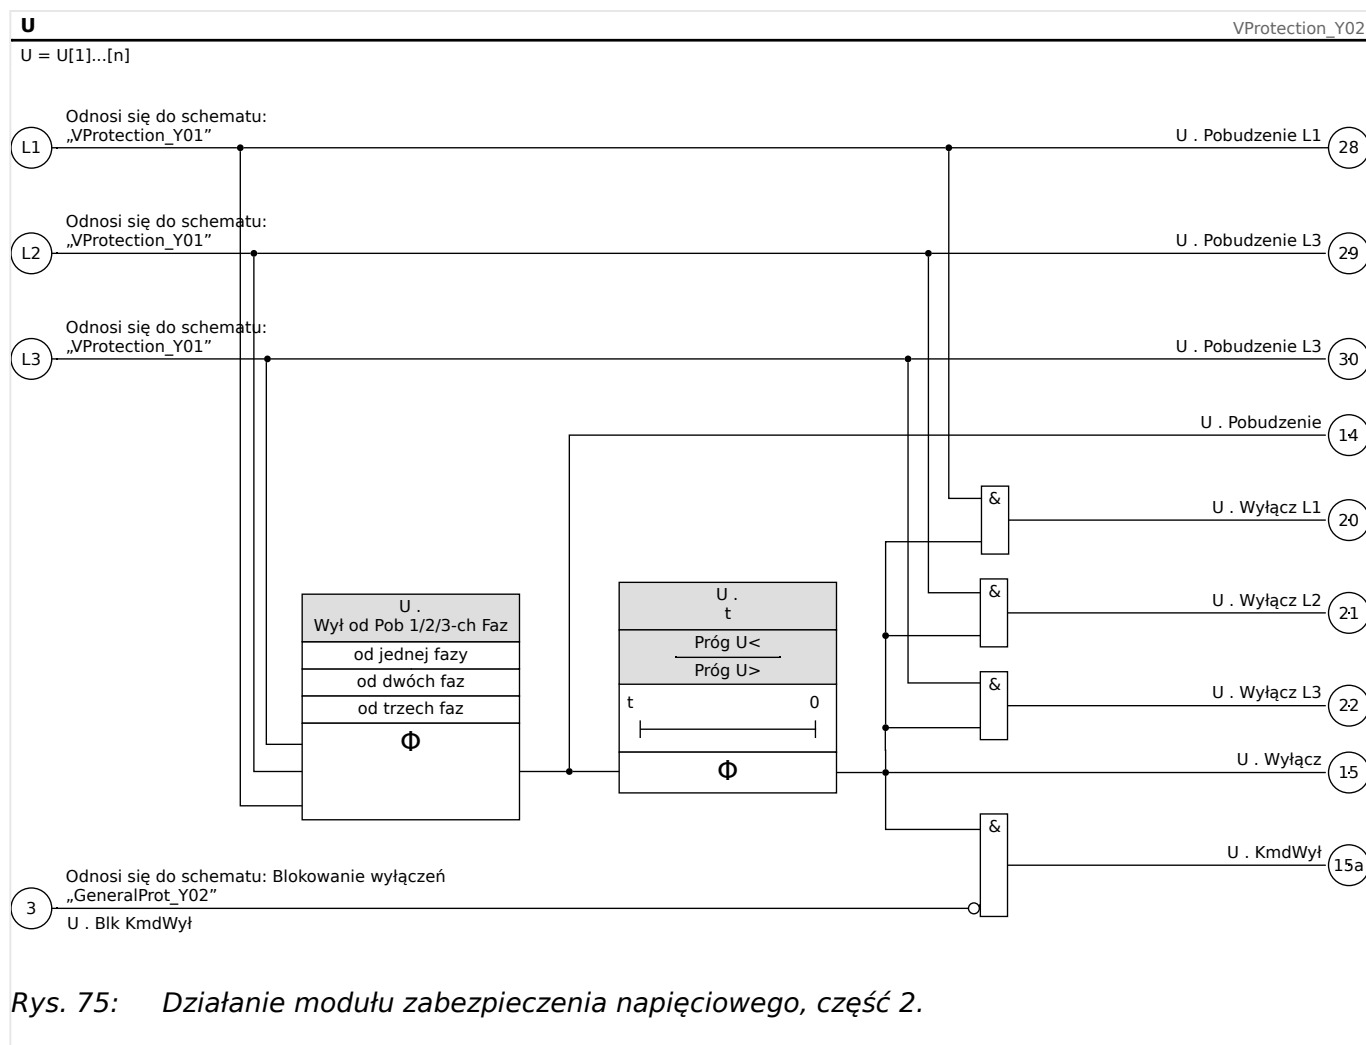 U
VProtection_Y02
U = U[1]...[n]
Odnosi się do schematu:
„VProtection_Y01”
L1
U . Pobudzenie L1
28
Odnosi się do schematu:
„VProtection_Y01”
L2
U . Pobudzenie L3
29
Odnosi się do schematu:
„VProtection_Y01”
L3
U . Pobudzenie L3
30
U . Pobudzenie
14
&
U . Wyłącz L1
20
&
U . Wyłącz L2
21
&
U . Wyłącz L3
22
U .
Wył od Pob 1/2/3-ch Faz
od jednej fazy
od dwóch faz
od trzech faz
Φ
U .
t
Próg U<
Próg U>
t 0
Φ
U . Wyłącz
15
&
U . KmdWył
15a
Odnosi się do schematu: Blokowanie wyłączeń
„GeneralProt_Y02”
3
U . Blk KmdWył
Rys. 75: Działanie modułu zabezpieczenia napięciowego, część 2.